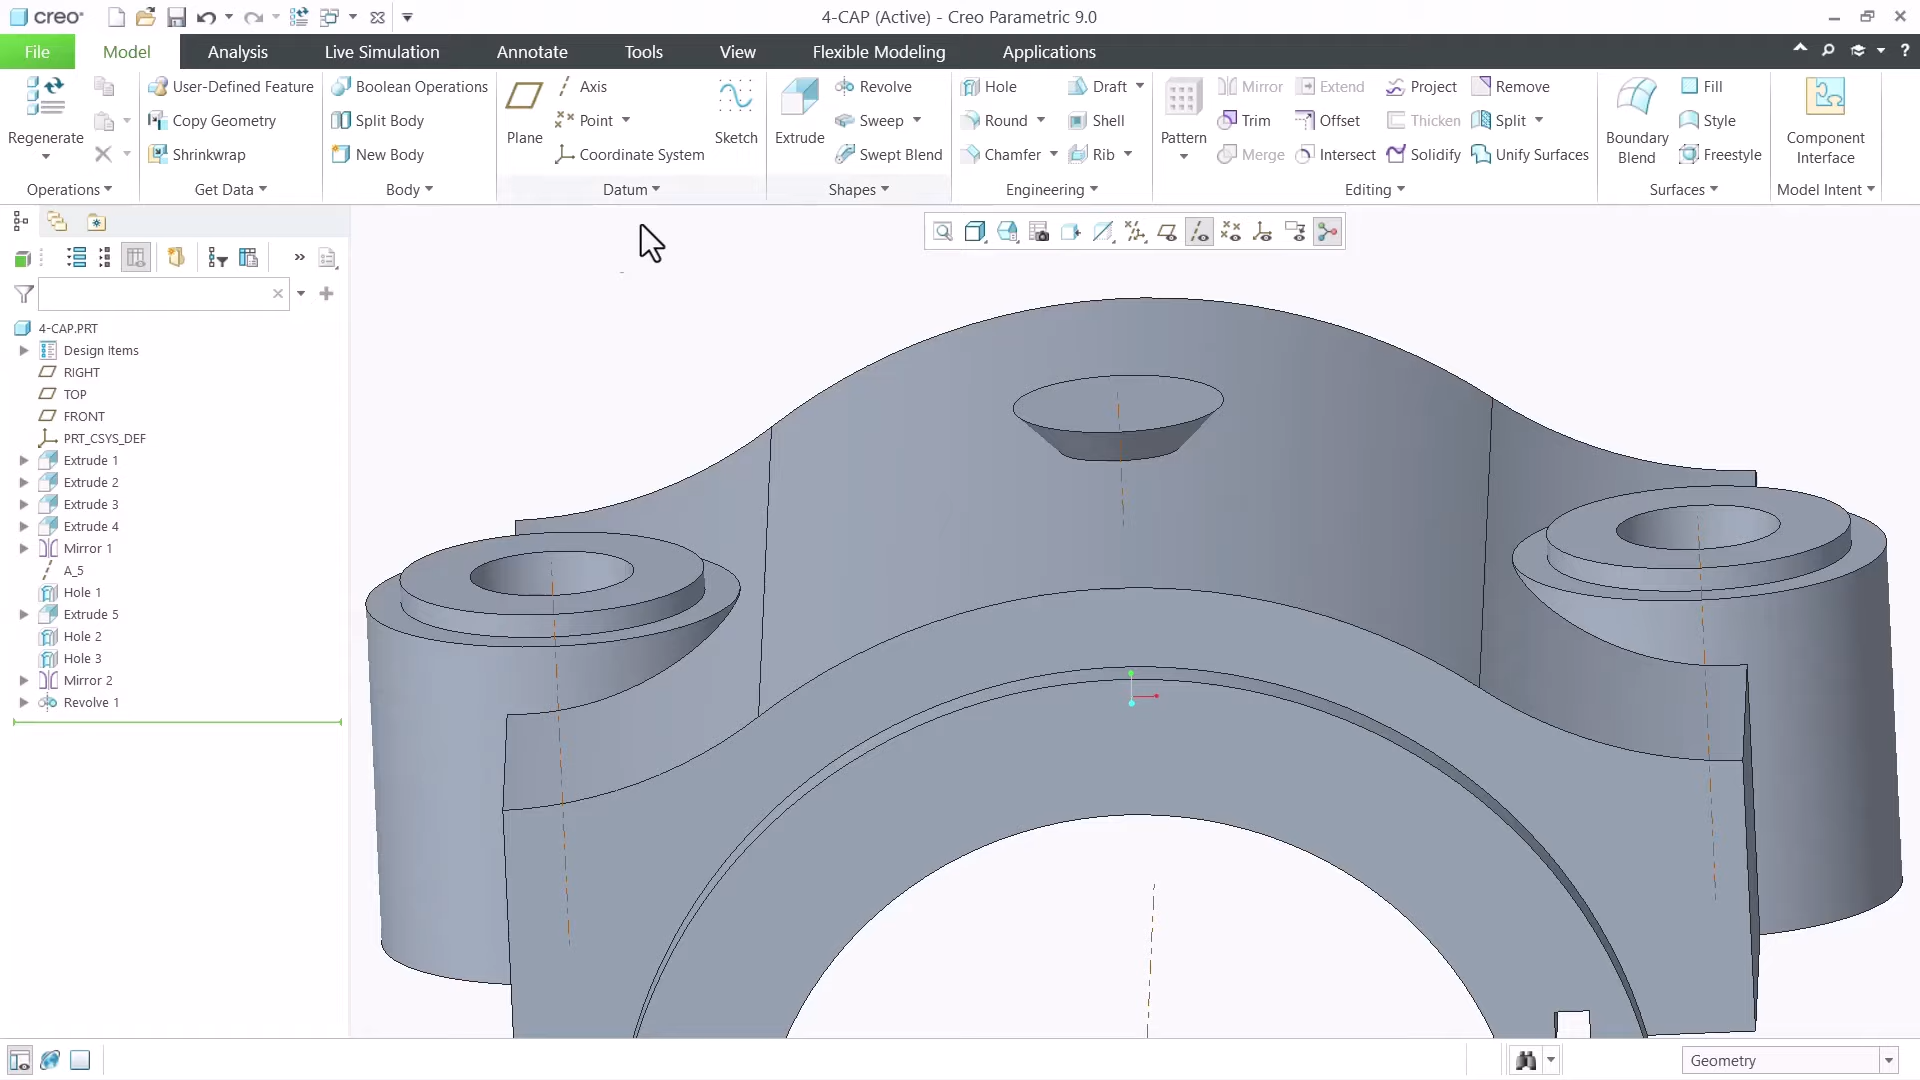 creo
4-CAP (Active) - Creo Parametric 9.0
File Model Analysis Live Simulation Annotate Tools View Flexible Modeling Applications
Regenerate
Operations
User-Defined Feature
Copy Geometry
Shrinkwrap
Get Data
Boolean Operations
Split Body
New Body
Body
Plane
Axis
Point
Coordinate System
Sketch
Datum
Extrude
Revolve
Sweep
Swept Blend
Shapes
Hole
Round
Chamfer
Draft
Shell
Rib
Engineering
Pattern
Mirror
Trim
Merge
Extend
Offset
Intersect
Project
Thicken
Solidify
Remove
Split
Unify Surfaces
Editing
Boundary
Blend
Fill
Style
Freestyle
Surfaces
Component
Interface
Model Intent
4-CAP.PRT
Design Items
RIGHT
TOP
FRONT
PRT_CSYS_DEF
Extrude 1
Extrude 2
Extrude 3
Extrude 4
Mirror 1
A_5
Hole 1
Extrude 5
Hole 2
Hole 3
Mirror 2
Revolve 1
Geometry